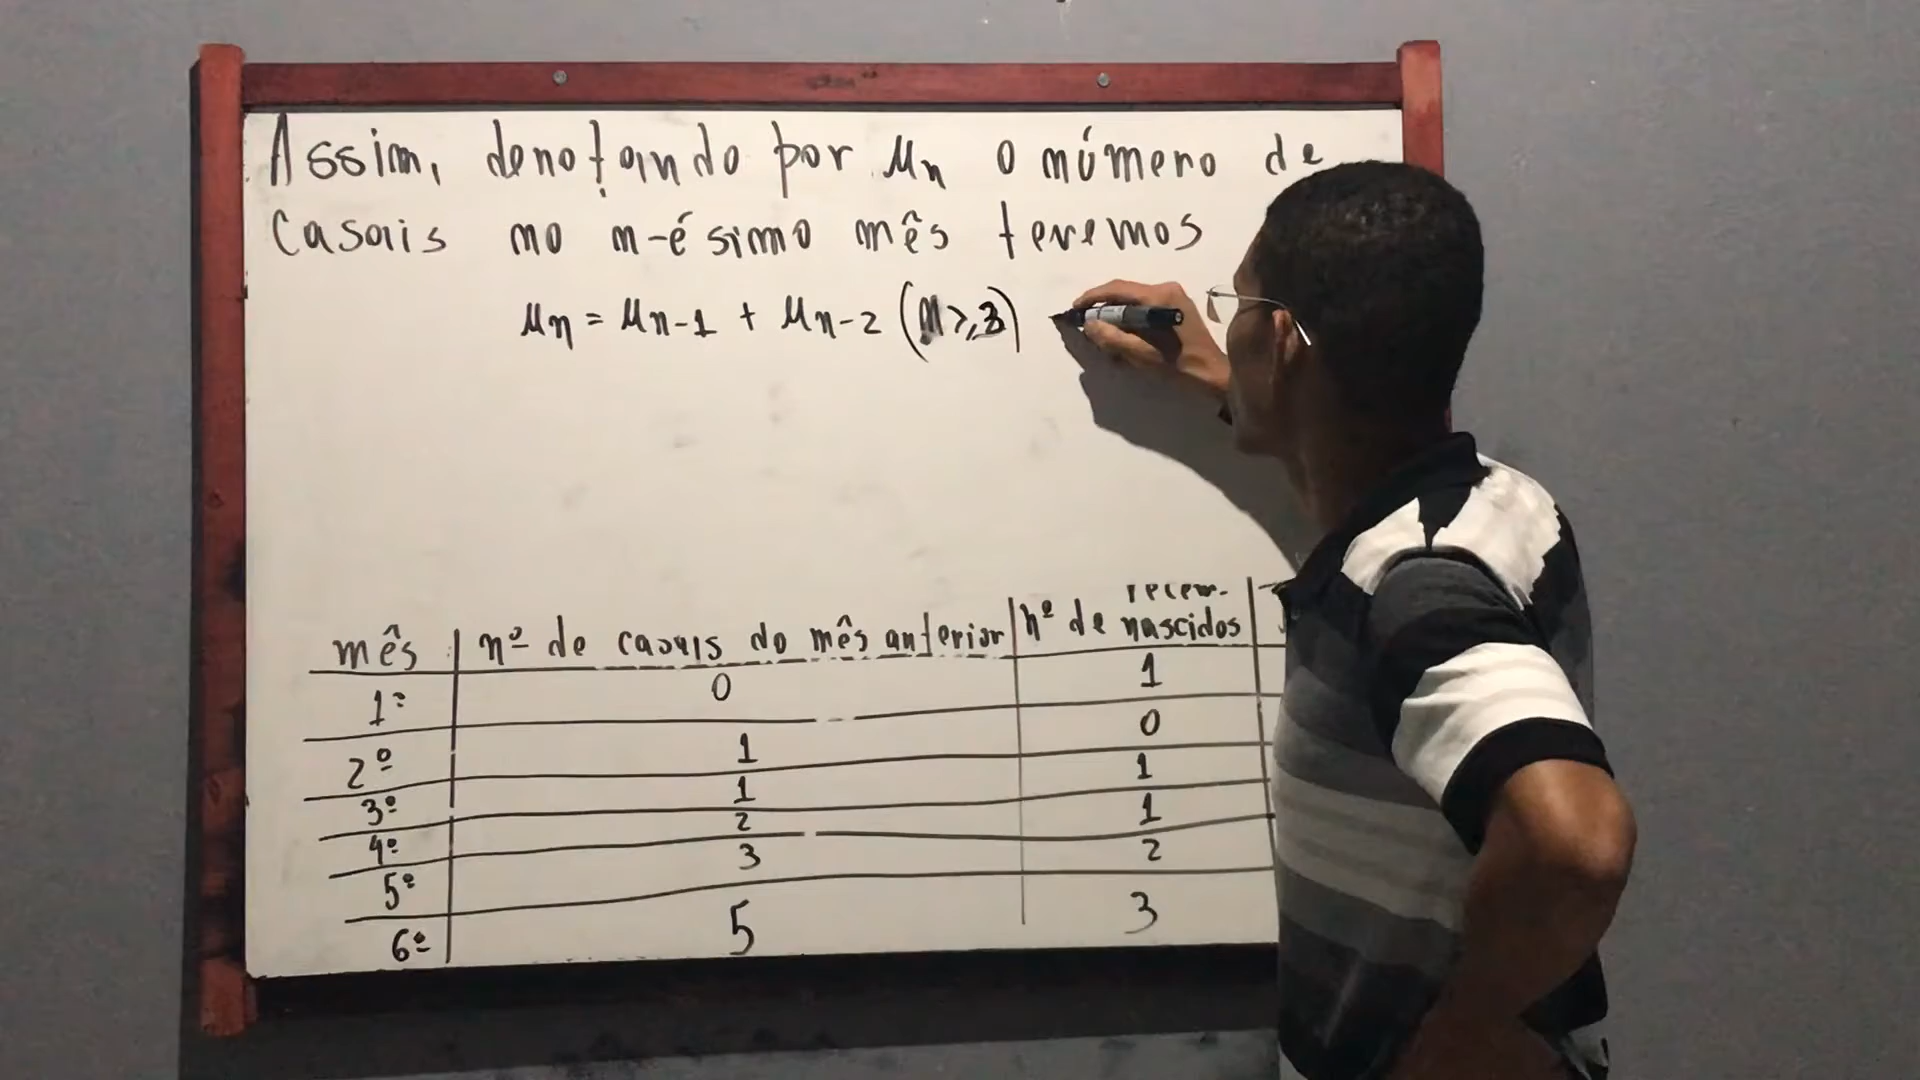 Assim, denotando por un o número de
casais no n-ésimo mês teremos
un = un-1 + un-2 (n ≥ 3)
mês | nº de casais do mês anterior | nº de recem-nascidos
1º | 0 | 1
2º | 1 | 0
3º | 1 | 1
4º | 2 | 1
5º | 3 | 2
6º | 5 | 3